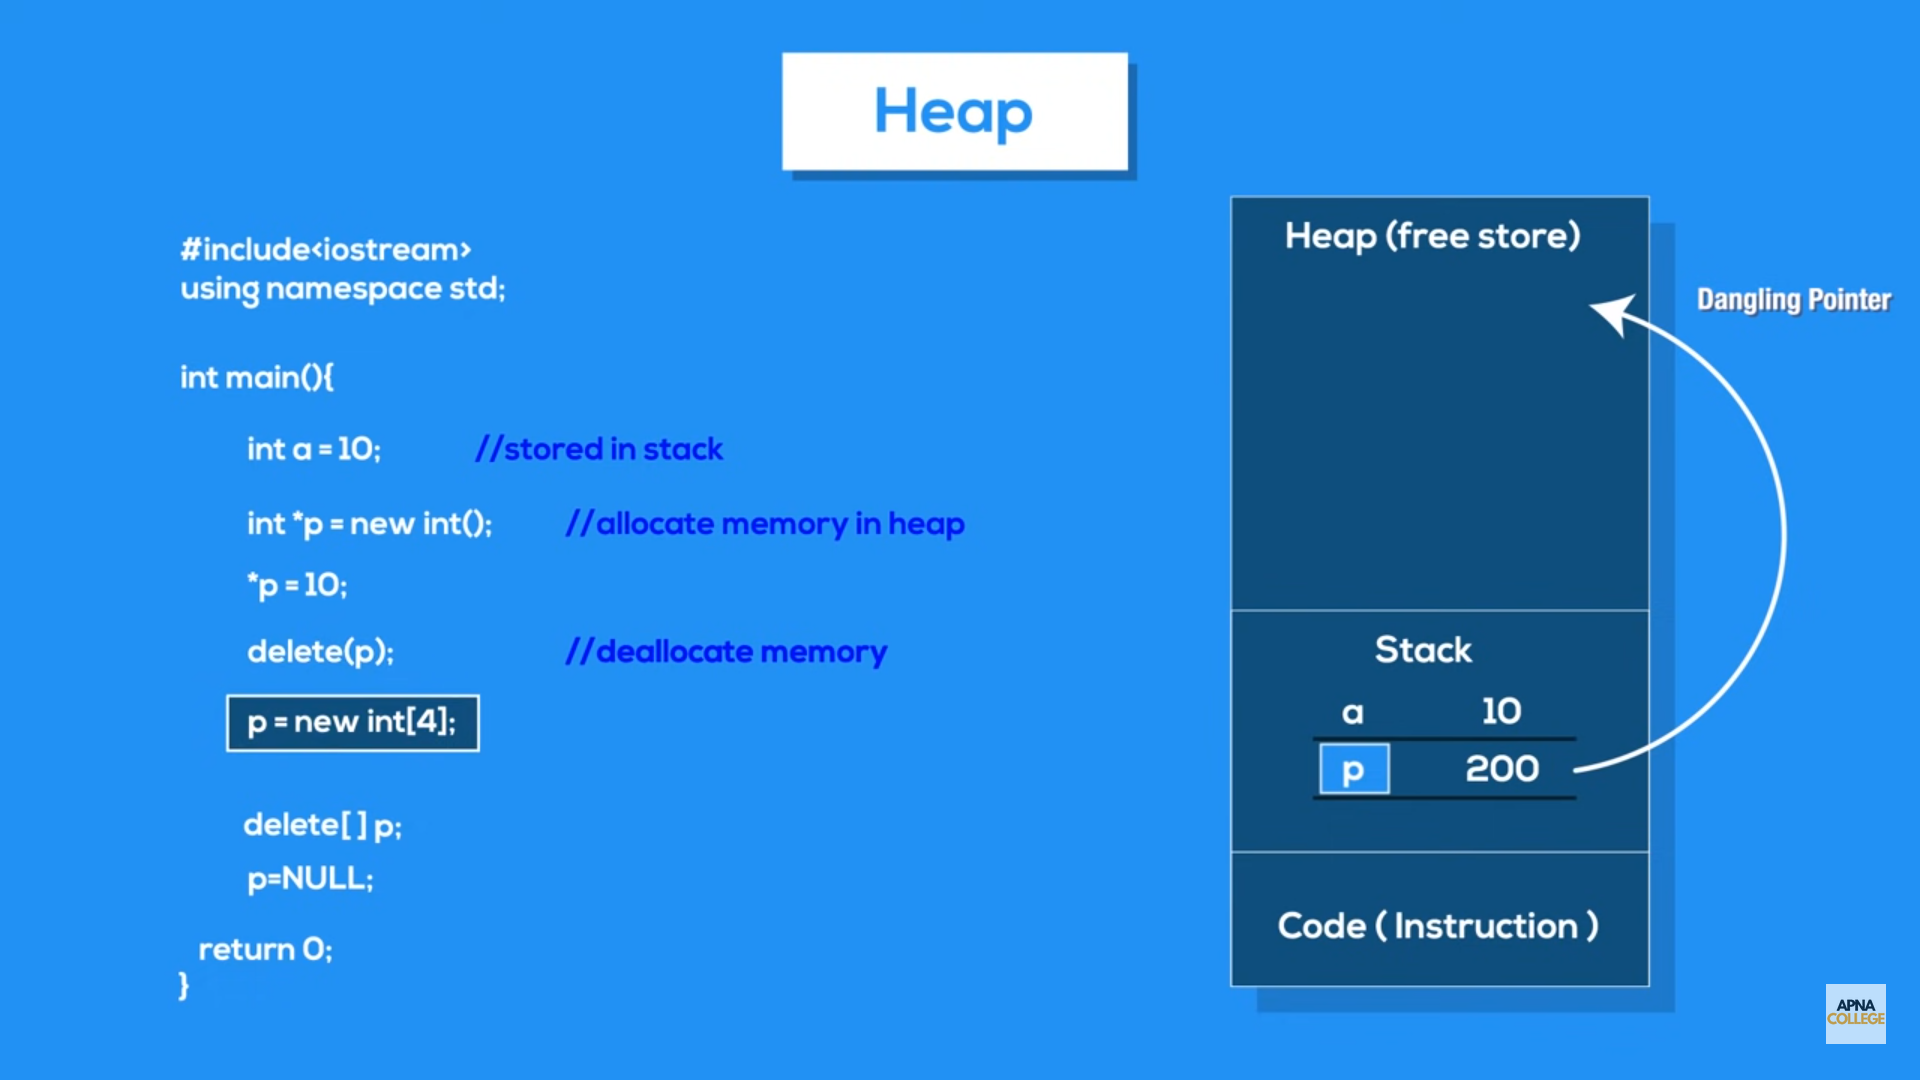 Heap
#include<iostream>
using namespace std;
int main(){
int a = 10; //stored in stack
int *p = new int(); //allocate memory in heap
*p = 10;
delete(p); //deallocate memory
p = new int[4];
delete[ ] p;
p=NULL;
return 0;
}
Heap (free store)
Dangling Pointer
Stack
a 10
p 200
Code ( Instruction )
APNA
COLLEGE